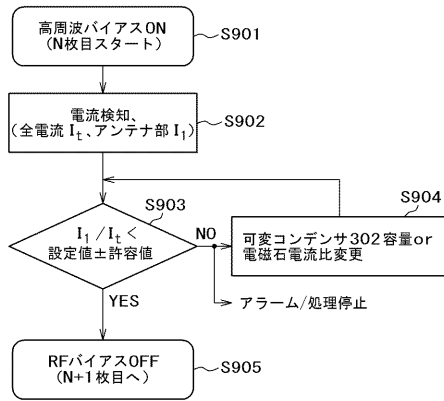 高周波バイアスON
(N枚目スタート)
S901
電流検知、
(全電流 It、アンテナ部 I1)
S902
S903
I1/It<
設定値±許容値
NO
S904
可変コンデンサ302容量or
電磁石電流比変更
アラーム/処理停止
YES
RFバイアスOFF
(N+1枚目へ)
S905